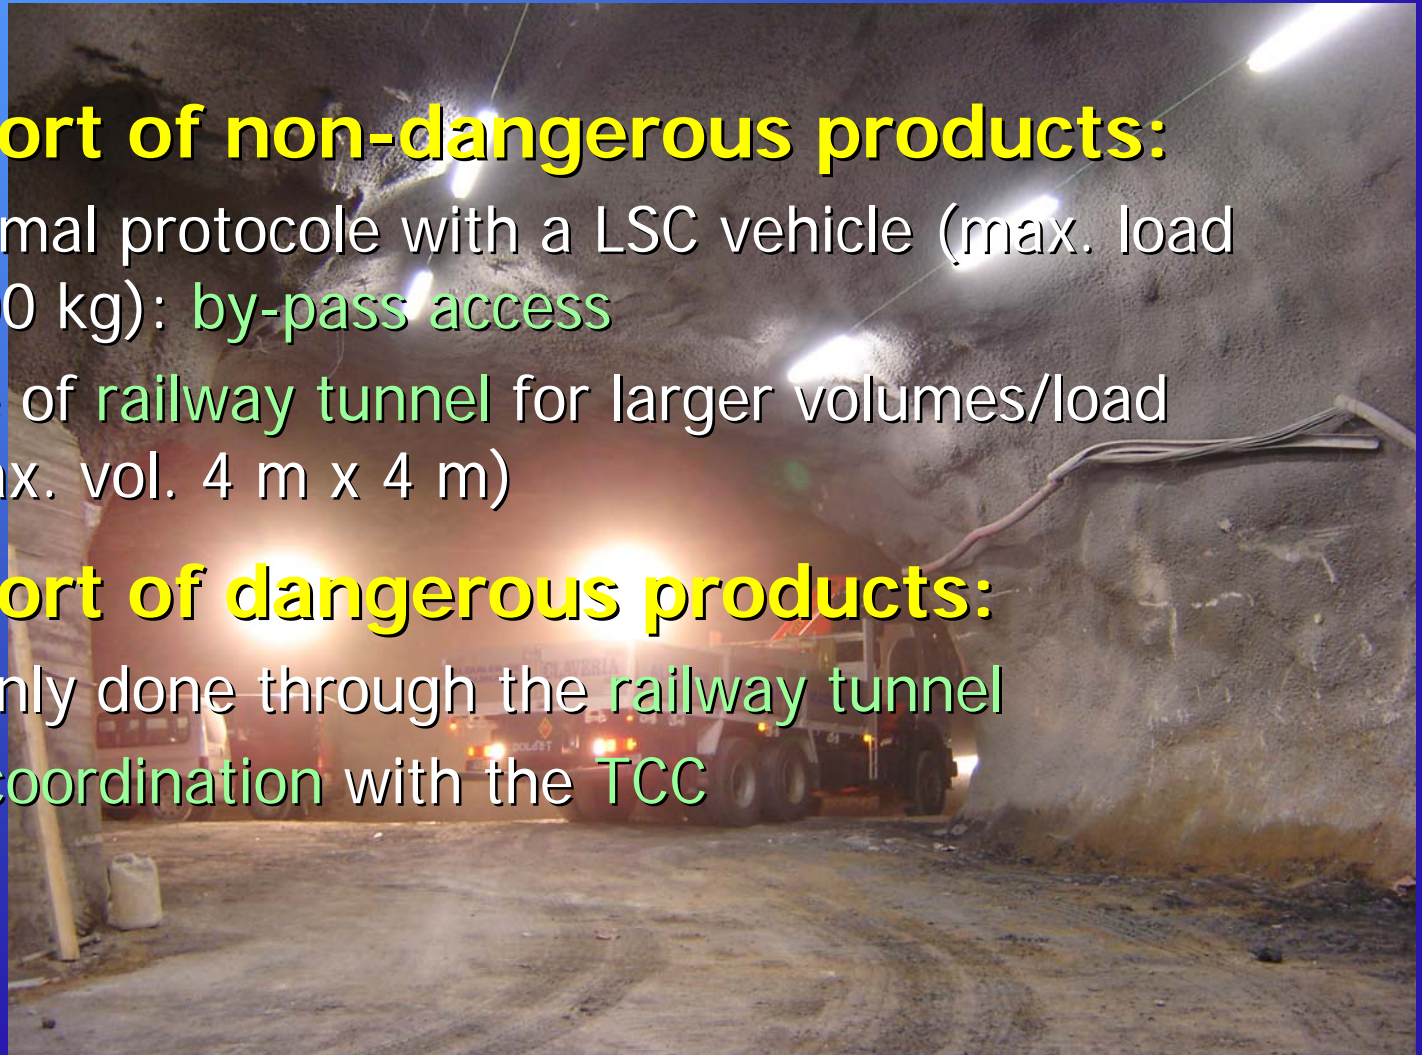 ort of non-dangerous products:
mal protocole with a LSC vehicle (max. load
0 kg): by-pass access
of railway tunnel for larger volumes/load
x. vol. 4 m x 4 m)
ort of dangerous products:
nly done through the railway tunnel
coordination with the TCC
CLAVERIA